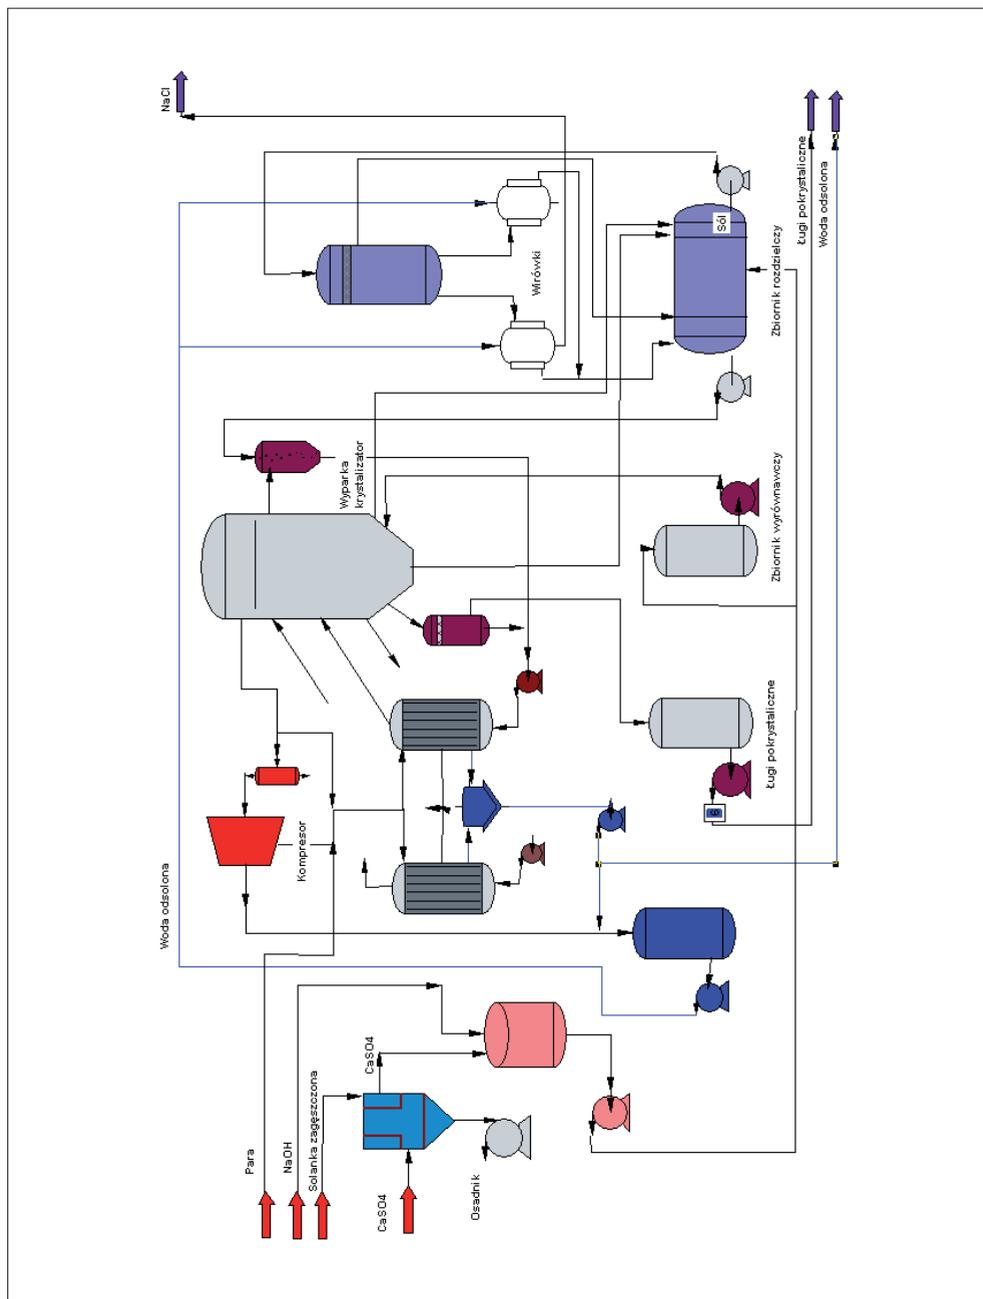 NaCl
Ługi pokrystaliczne
Woda odsolona
Sól
Wirówki
Zbiornik rozdzielczy
Wyparka
krystalizator
Zbiornik wyrównawczy
Ługi pokrystaliczne
Kompresor
Woda odsolona
CaSO4
Solanka zagęszczona
Para
NaOH
CaSO4
Osadnik